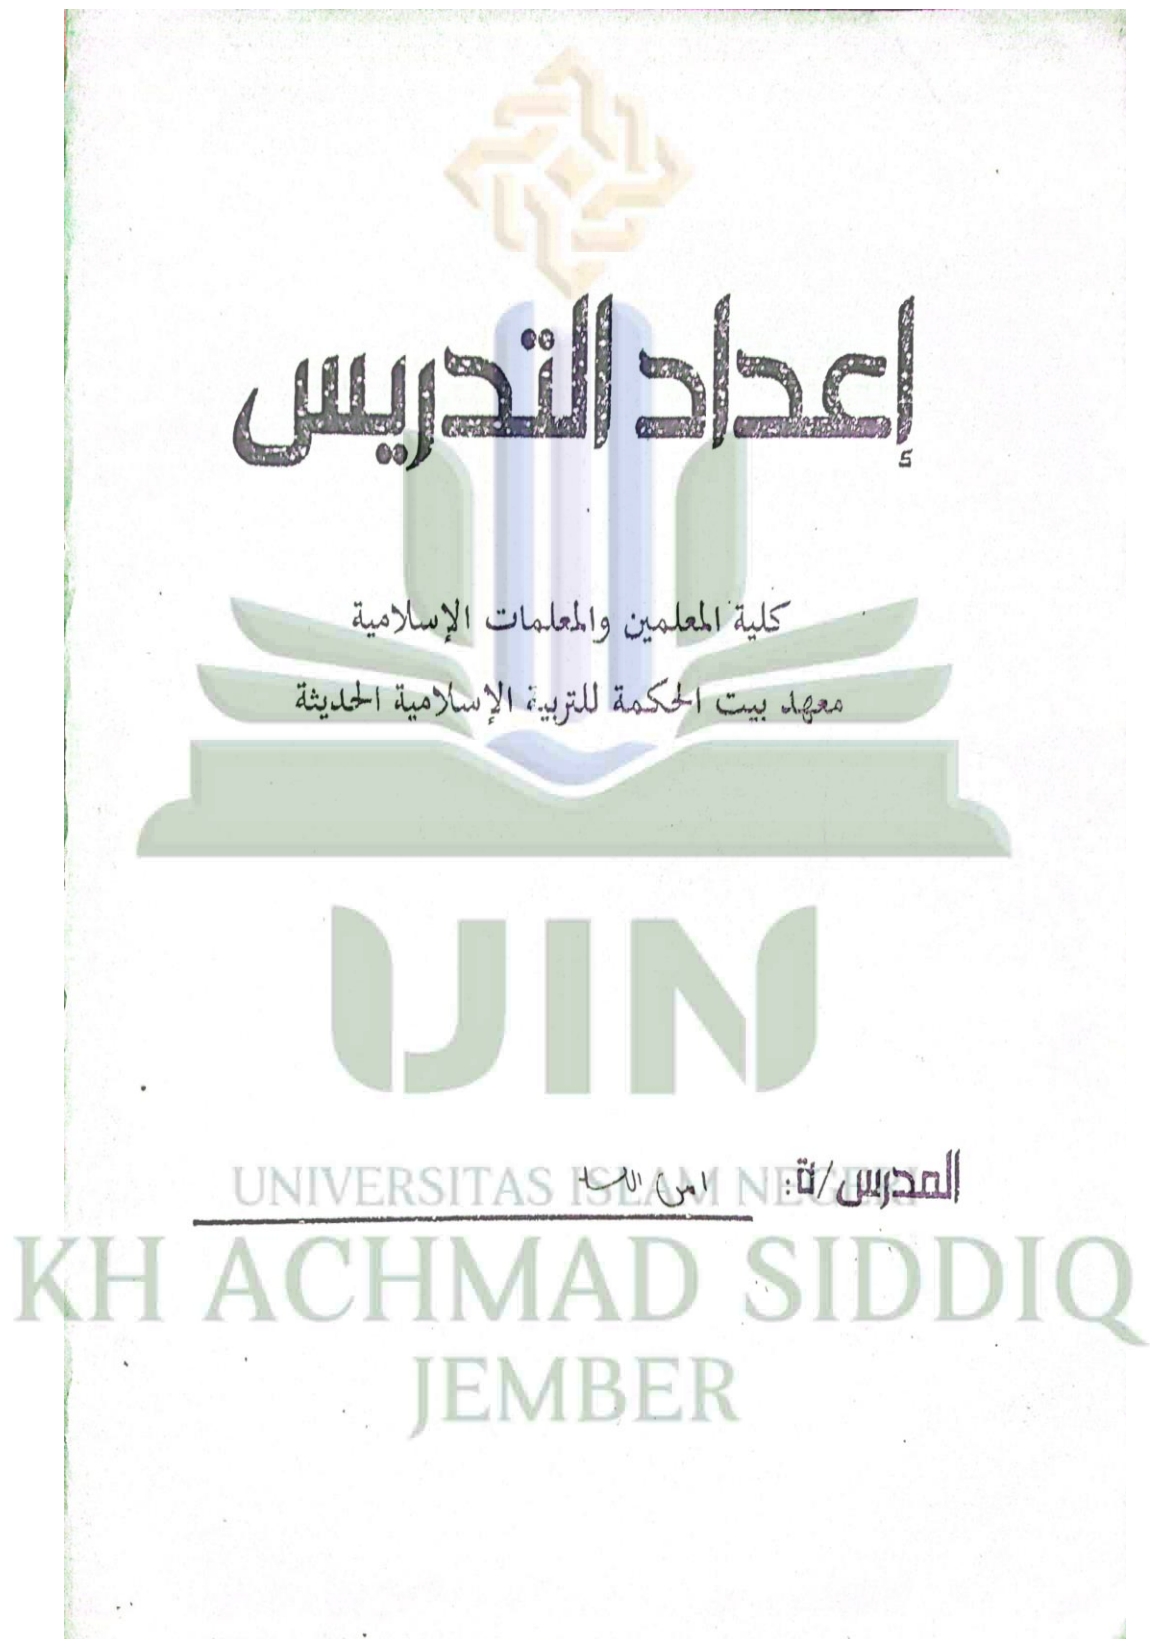 إعداد التدريس
كلية المعلمين والمعلمات الإسلامية
معهد بيت الحكمة للتربية الإسلامية الحديثة
UIN
المدرس/ة:
UNIVERSITAS ISLAM NEGERI
KH ACHMAD SIDDIQ
JEMBER